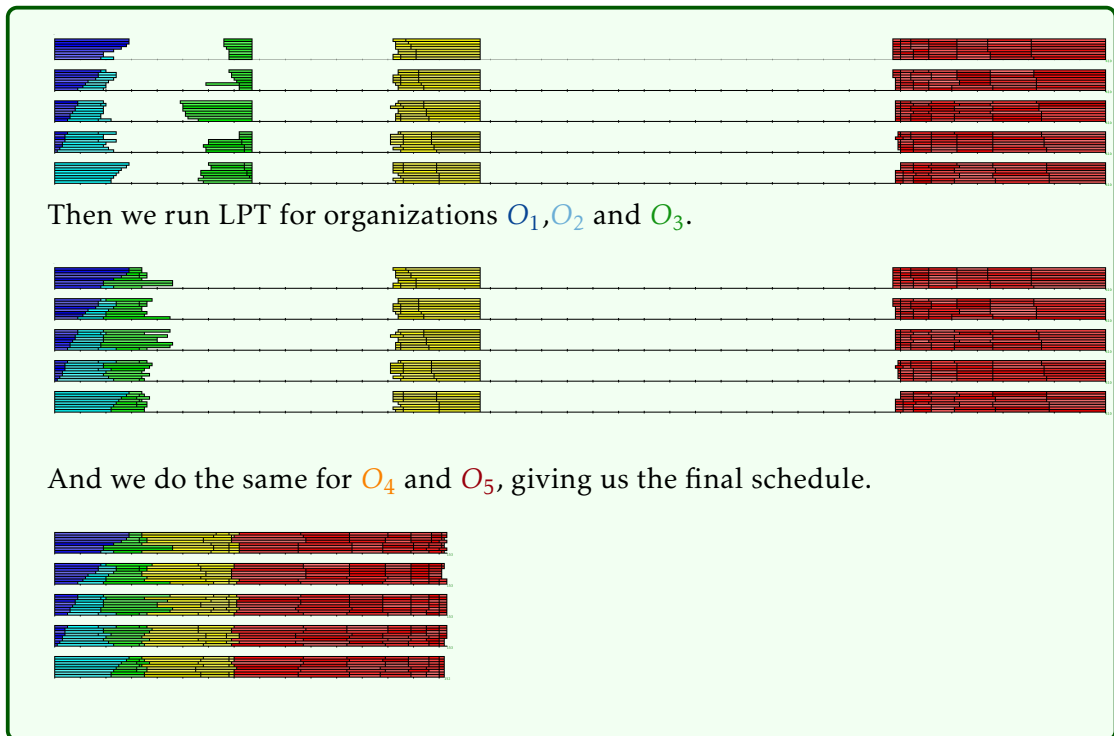 Then we run LPT for organizations O₁,O₂ and O₃.
And we do the same for O₄ and O₅, giving us the final schedule.